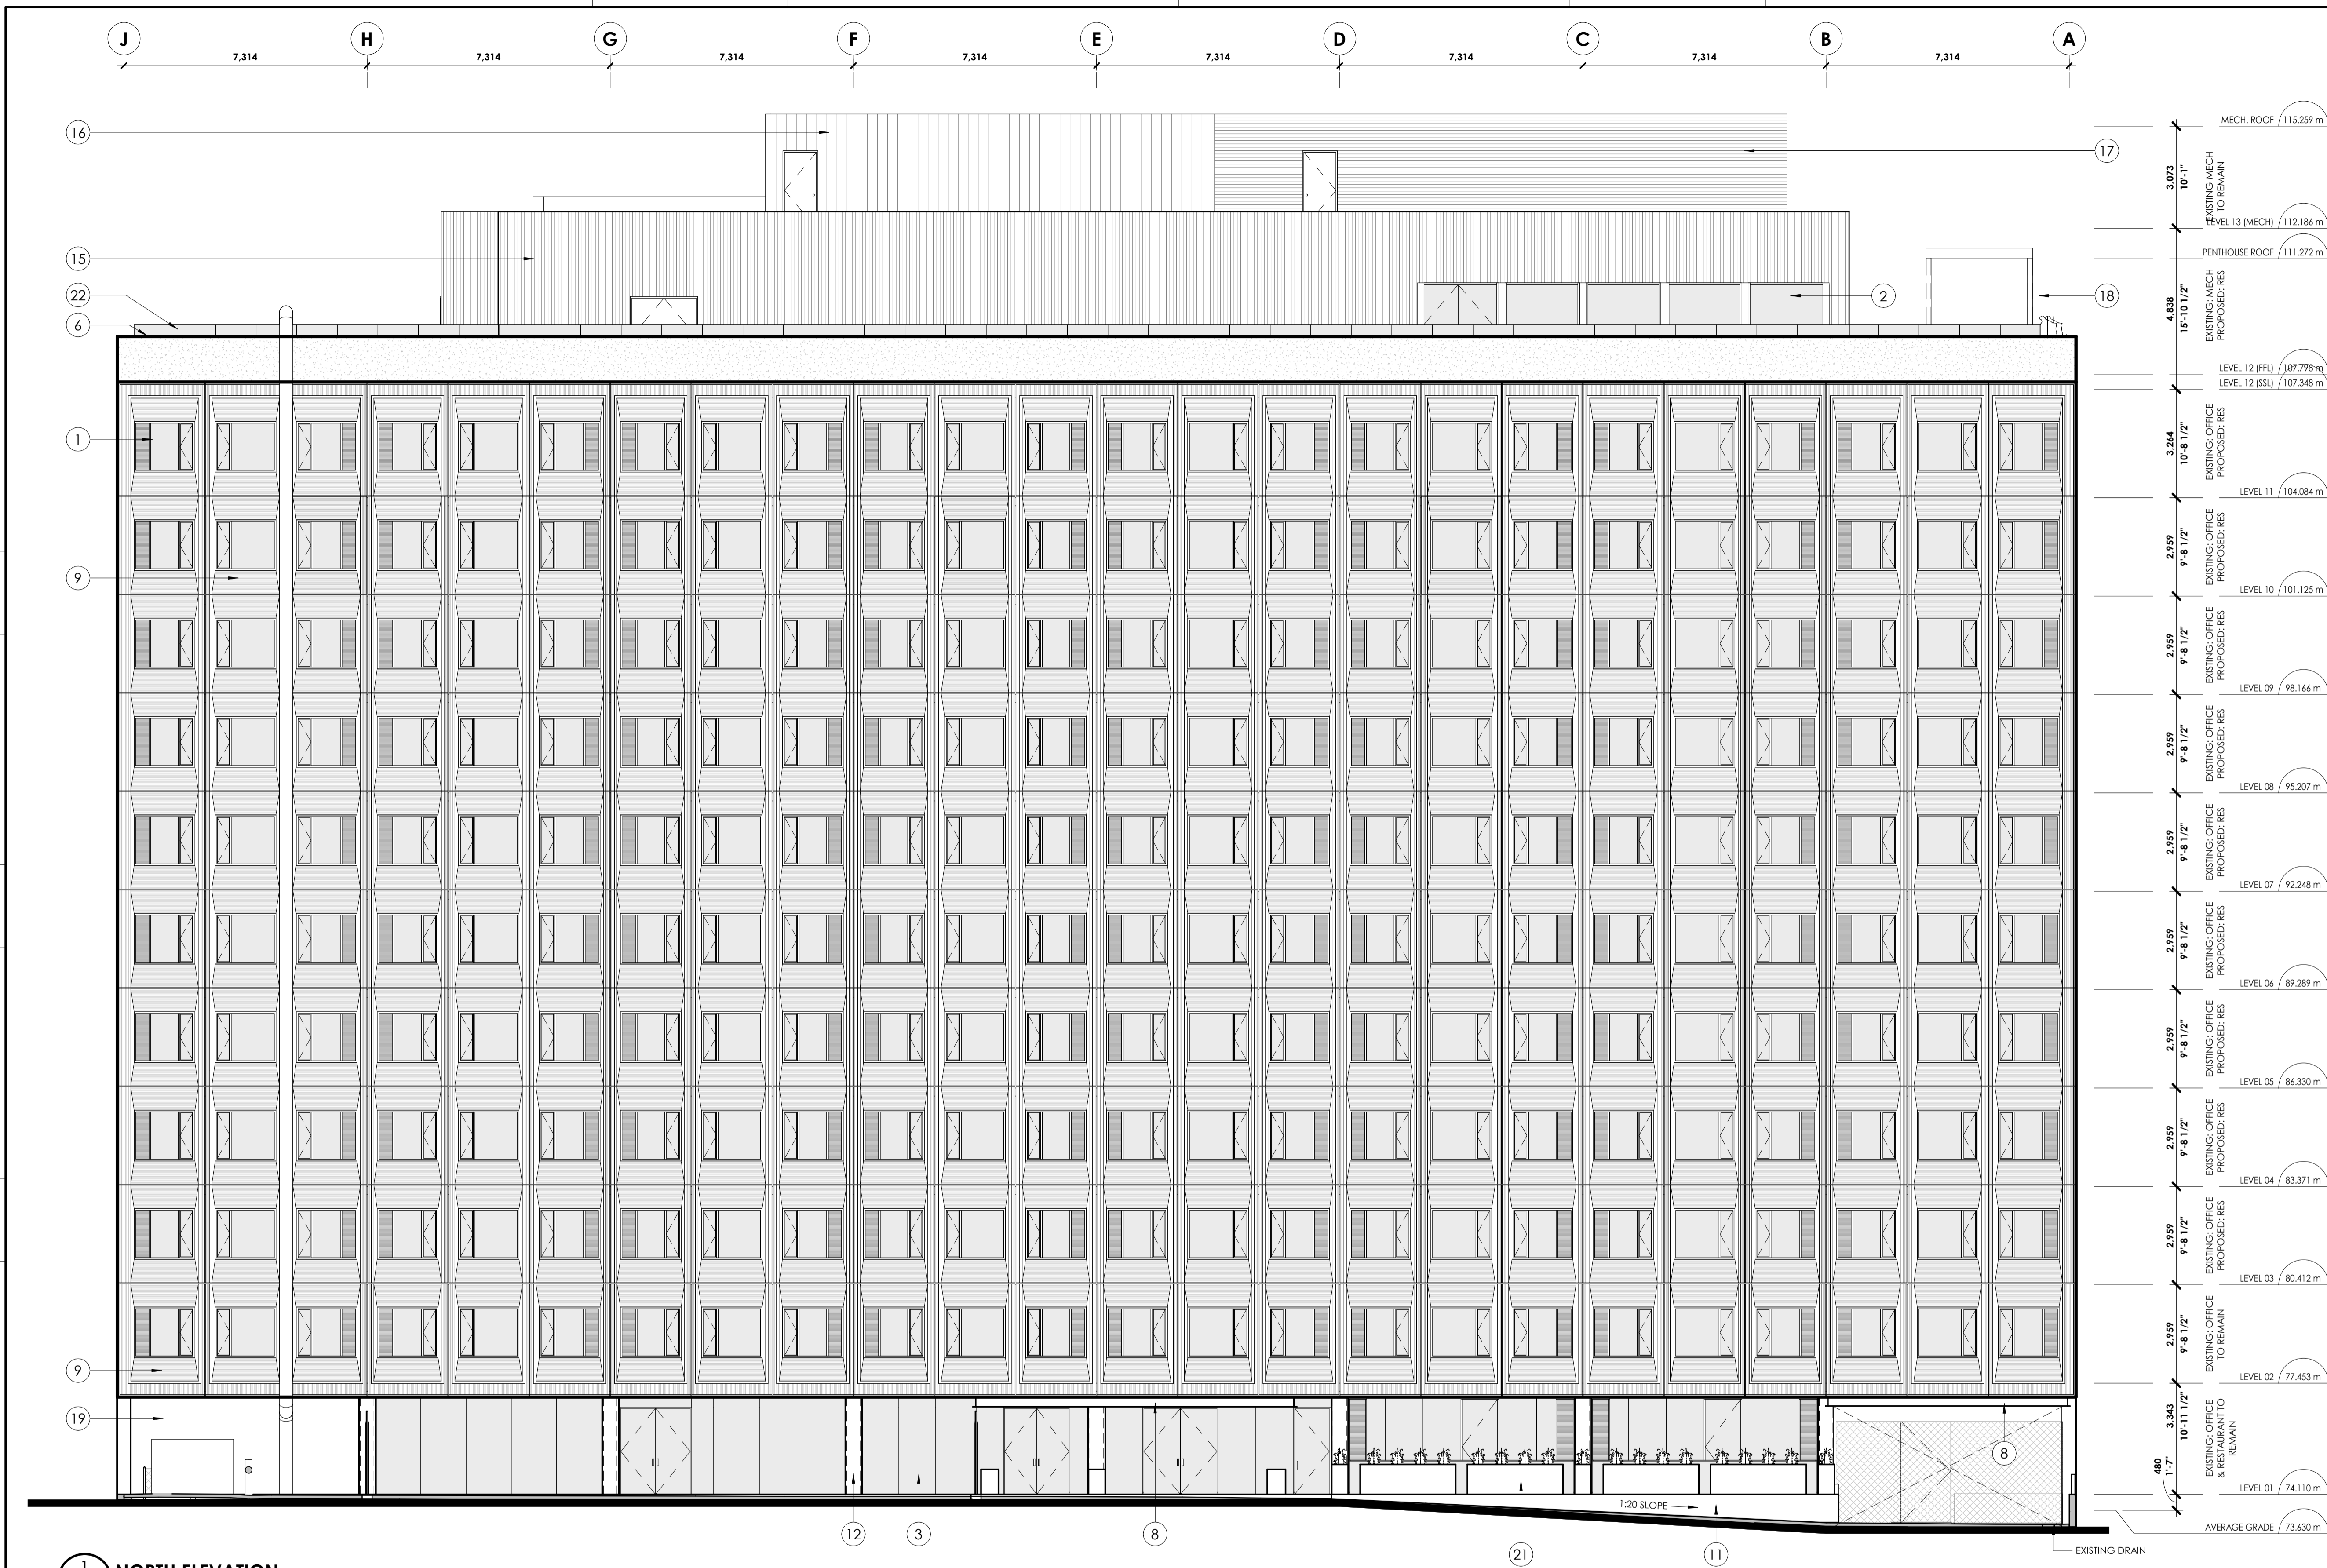 J H G F E D C B A
7,314 7,314 7,314 7,314 7,314 7,314 7,314 7,314
16
17
15
22
6
2
18
1
9
9
19
8
12
3
8
21
11
1:20 SLOPE
EXISTING DRAIN
MECH. ROOF 115.259 m
3,073
10'-1"
EXISTING MECH
TO REMAIN
LEVEL 13 (MECH) 112.186 m
PENTHOUSE ROOF 111.272 m
4,838
15'-10 1/2"
EXISTING: MECH
PROPOSED: RES
LEVEL 12 (FFL) 107.798 m
LEVEL 12 (SSL) 107.348 m
3,264
10'-8 1/2"
EXISTING: OFFICE
PROPOSED: RES
LEVEL 11 104.084 m
2,959
9'-8 1/2"
EXISTING: OFFICE
PROPOSED: RES
LEVEL 10 101.125 m
2,959
9'-8 1/2"
EXISTING: OFFICE
PROPOSED: RES
LEVEL 09 98.166 m
2,959
9'-8 1/2"
EXISTING: OFFICE
PROPOSED: RES
LEVEL 08 95.207 m
2,959
9'-8 1/2"
EXISTING: OFFICE
PROPOSED: RES
LEVEL 07 92.248 m
2,959
9'-8 1/2"
EXISTING: OFFICE
PROPOSED: RES
LEVEL 06 89.289 m
2,959
9'-8 1/2"
EXISTING: OFFICE
PROPOSED: RES
LEVEL 05 86.330 m
2,959
9'-8 1/2"
EXISTING: OFFICE
PROPOSED: RES
LEVEL 04 83.371 m
2,959
9'-8 1/2"
EXISTING: OFFICE
PROPOSED: RES
LEVEL 03 80.412 m
2,959
9'-8 1/2"
EXISTING: OFFICE
TO REMAIN
LEVEL 02 77.453 m
3,343
10'-11 1/2"
EXISTING: OFFICE
& RESTAURANT TO
REMAIN
LEVEL 01 74.110 m
480
1'-7"
AVERAGE GRADE 73.630 m
1
NORTH ELEVATION